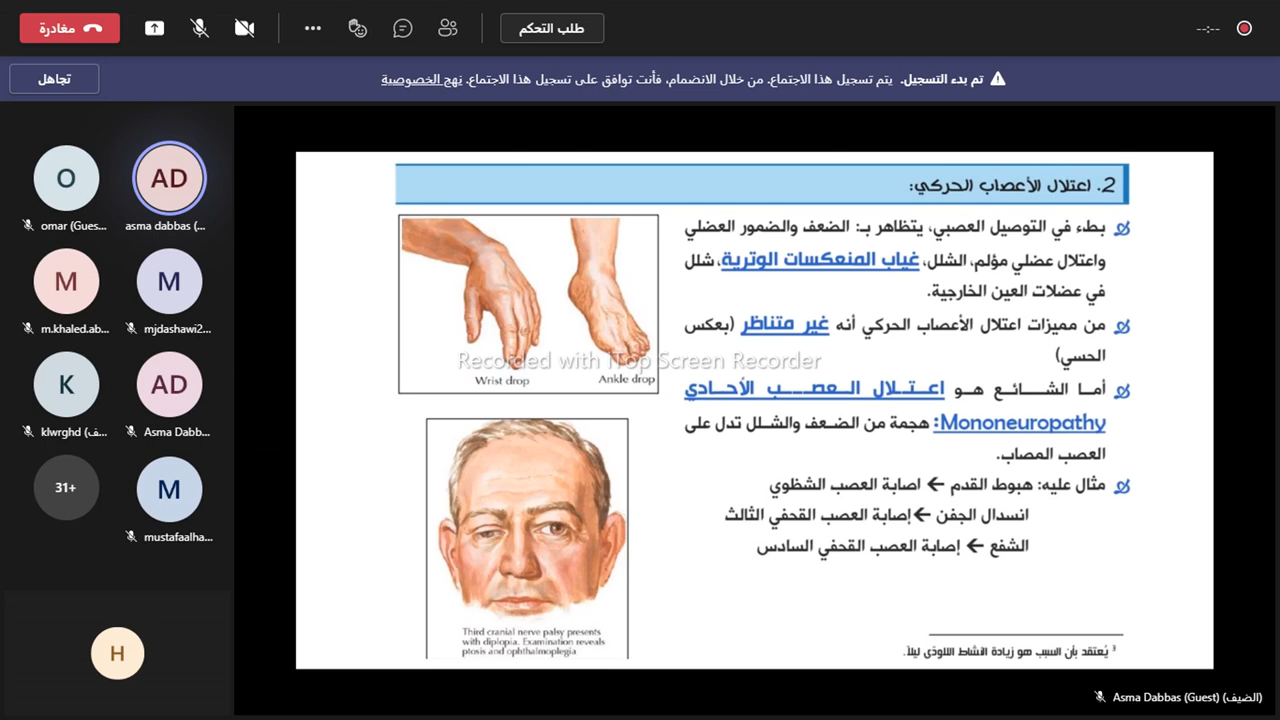 مغادرة
طلب التحكم
--:--
تم بدء التسجيل. يتم تسجيل هذا الاجتماع. من خلال الانضمام، فأنت توافق على تسجيل هذا الاجتماع. نهج الخصوصية
تجاهل
O
AD
omar (Gues...
asma dabbas (...
M
M
m.khaled.ab...
mjdashawi2...
K
AD
klwrghd (ف...
Asma Dabb...
31+
M
mustafaalha...
H
2. اعتلال الأعصاب الحركي:
بطء في التوصيل العصبي، يتظاهر بـ: الضعف والضمور العضلي
واعتلال عضلي مؤلم، الشلل، غياب المنعكسات الوترية، شلل
في عضلات العين الخارجية.
من مميزات اعتلال الأعصاب الحركي أنه غير متناظر (بعكس
الحسي)
أما الشائع هو اعتلال العصب الأحادي
Mononeuropathy: هجمة من الضعف والشلل تدل على
العصب المصاب.
مثال عليه: هبوط القدم ← اصابة العصب الشظوي
انسدال الجفن ← إصابة العصب القحفي الثالث
الشفع ← إصابة العصب القحفي السادس
Wrist drop
Ankle drop
Recorded with iTop Screen Recorder
Third cranial nerve palsy presents
with diplopia. Examination reveals
ptosis and ophthalmoplegia
³ يُعتقد بأن السبب هو زيادة النشاط اللاودّي ليلاً.
Asma Dabbas (Guest) (الضيف)